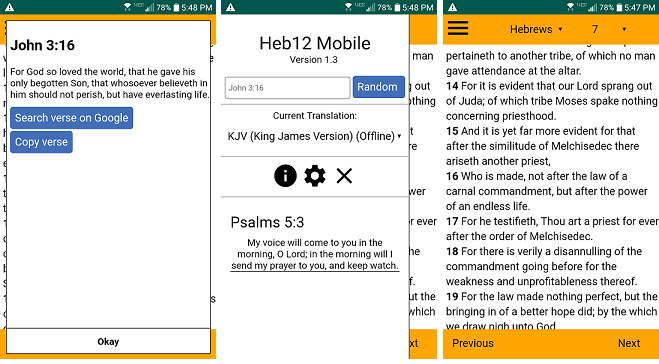 78% 5:48 PM
John 3:16
For God so loved the world, that he gave his
only begotten Son, that whosoever believeth in
him should not perish, but have everlasting life.
Search verse on Google
Copy verse
Okay
78% 5:48 PM
Heb12 Mobile
Version 1.3
John 3:16
Random
Current Translation:
KJV (King James Version) (Offline)
Psalms 5:3
My voice will come to you in the
morning, O Lord; in the morning will I
send my prayer to you, and keep watch.
man
out
thing
wer
r ever
he
f.
ut the
which
ext
78% 5:47 PM
Hebrews 7
pertaineth to another tribe, of which no man
gave attendance at the altar.
14 For it is evident that our Lord sprang out
of Juda; of which tribe Moses spake nothing
concerning priesthood.
15 And it is yet far more evident for that
after the similitude of Melchisedec there
ariseth another priest,
16 Who is made, not after the law of a
carnal commandment, but after the power
of an endless life.
17 For he testifieth, Thou art a priest for ever
after the order of Melchisedec.
18 For there is verily a disannulling of the
commandment going before for the
weakness and unprofitableness thereof.
19 For the law made nothing perfect, but the
bringing in of a better hope did; by the which
we draw nigh unto God
Previous Next